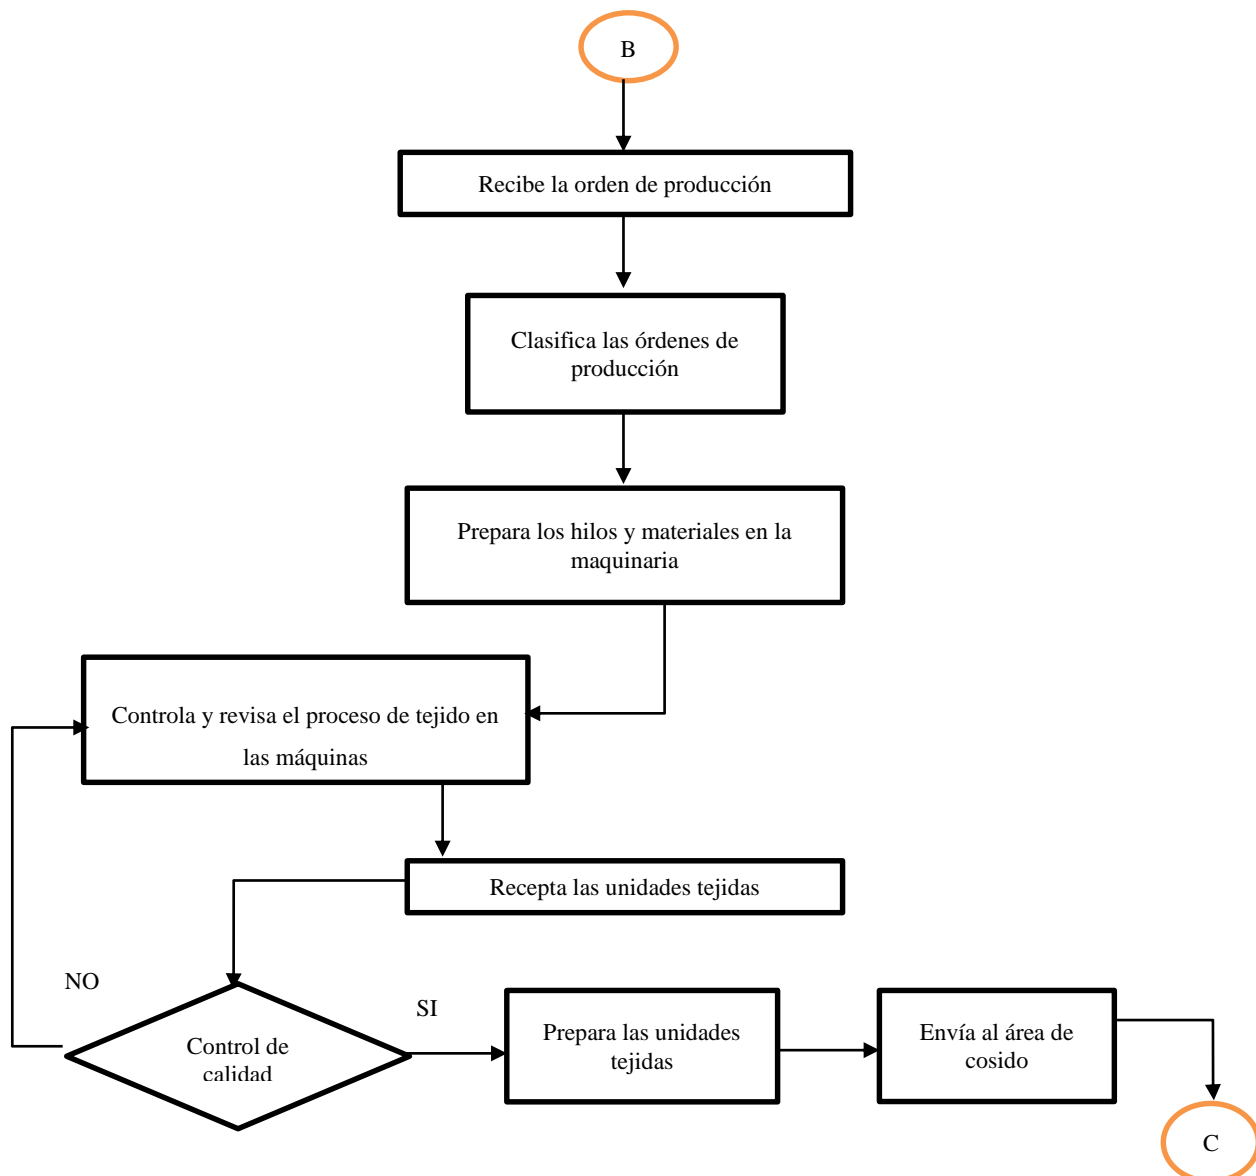 B
Recibe la orden de producción
Clasifica las órdenes de
producción
Prepara los hilos y materiales en la
maquinaria
Controla y revisa el proceso de tejido en
las máquinas
Recepta las unidades tejidas
NO
SI
Control de
calidad
Prepara las unidades
tejidas
Envía al área de
cosido
C